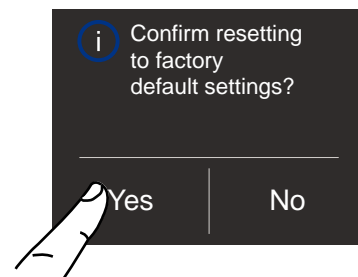 i
Confirm resetting
to factory
default settings?
Yes
No